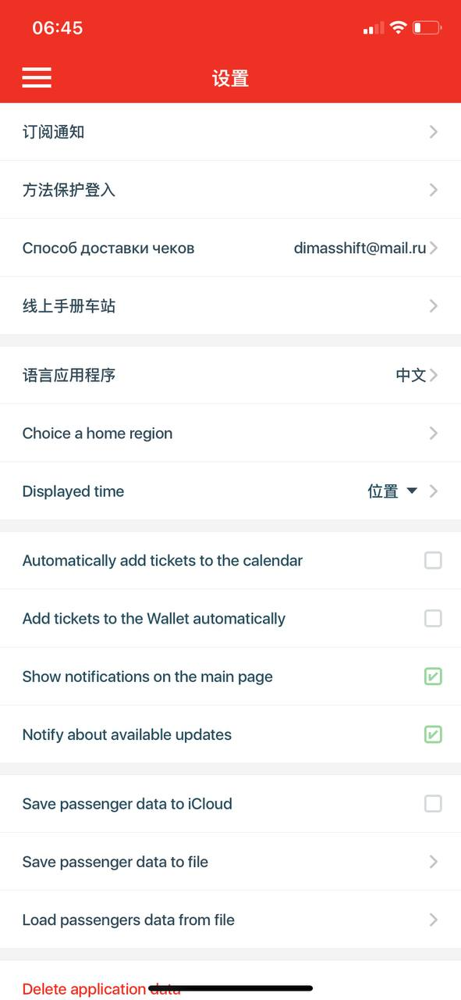 06:45
设置
订阅通知
方法保护登入
Способ доставки чеков dimasshift@mail.ru
线上手册车站
语言应用程序 中文
Choice a home region
Displayed time 位置
Automatically add tickets to the calendar
Add tickets to the Wallet automatically
Show notifications on the main page
Notify about available updates
Save passenger data to iCloud
Save passenger data to file
Load passengers data from file
Delete application data